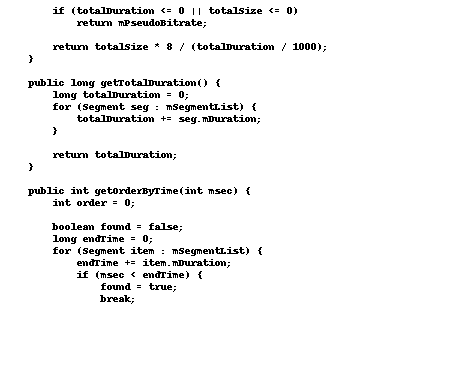 if (totalDuration <= 0 || totalSize <= 0)
return mPseudoBitrate;
return totalSize * 8 / (totalDuration / 1000);
}
public long getTotalDuration() {
long totalDuration = 0;
for (Segment seg : mSegmentList) {
totalDuration += seg.mDuration;
}
return totalDuration;
}
public int getOrderByTime(int msec) {
int order = 0;
boolean found = false;
long endTime = 0;
for (Segment item : mSegmentList) {
endTime += item.mDuration;
if (msec < endTime) {
found = true;
break;